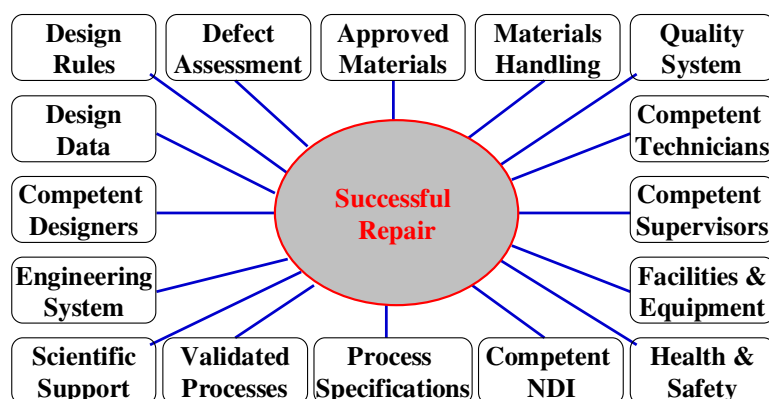 Design
Rules
Defect
Assessment
Approved
Materials
Materials
Handling
Quality
System
Design
Data
Competent
Technicians
Competent
Designers
Successful
Repair
Competent
Supervisors
Engineering
System
Facilities &
Equipment
Scientific
Support
Validated
Processes
Process
Specifications
Competent
NDI
Health &
Safety